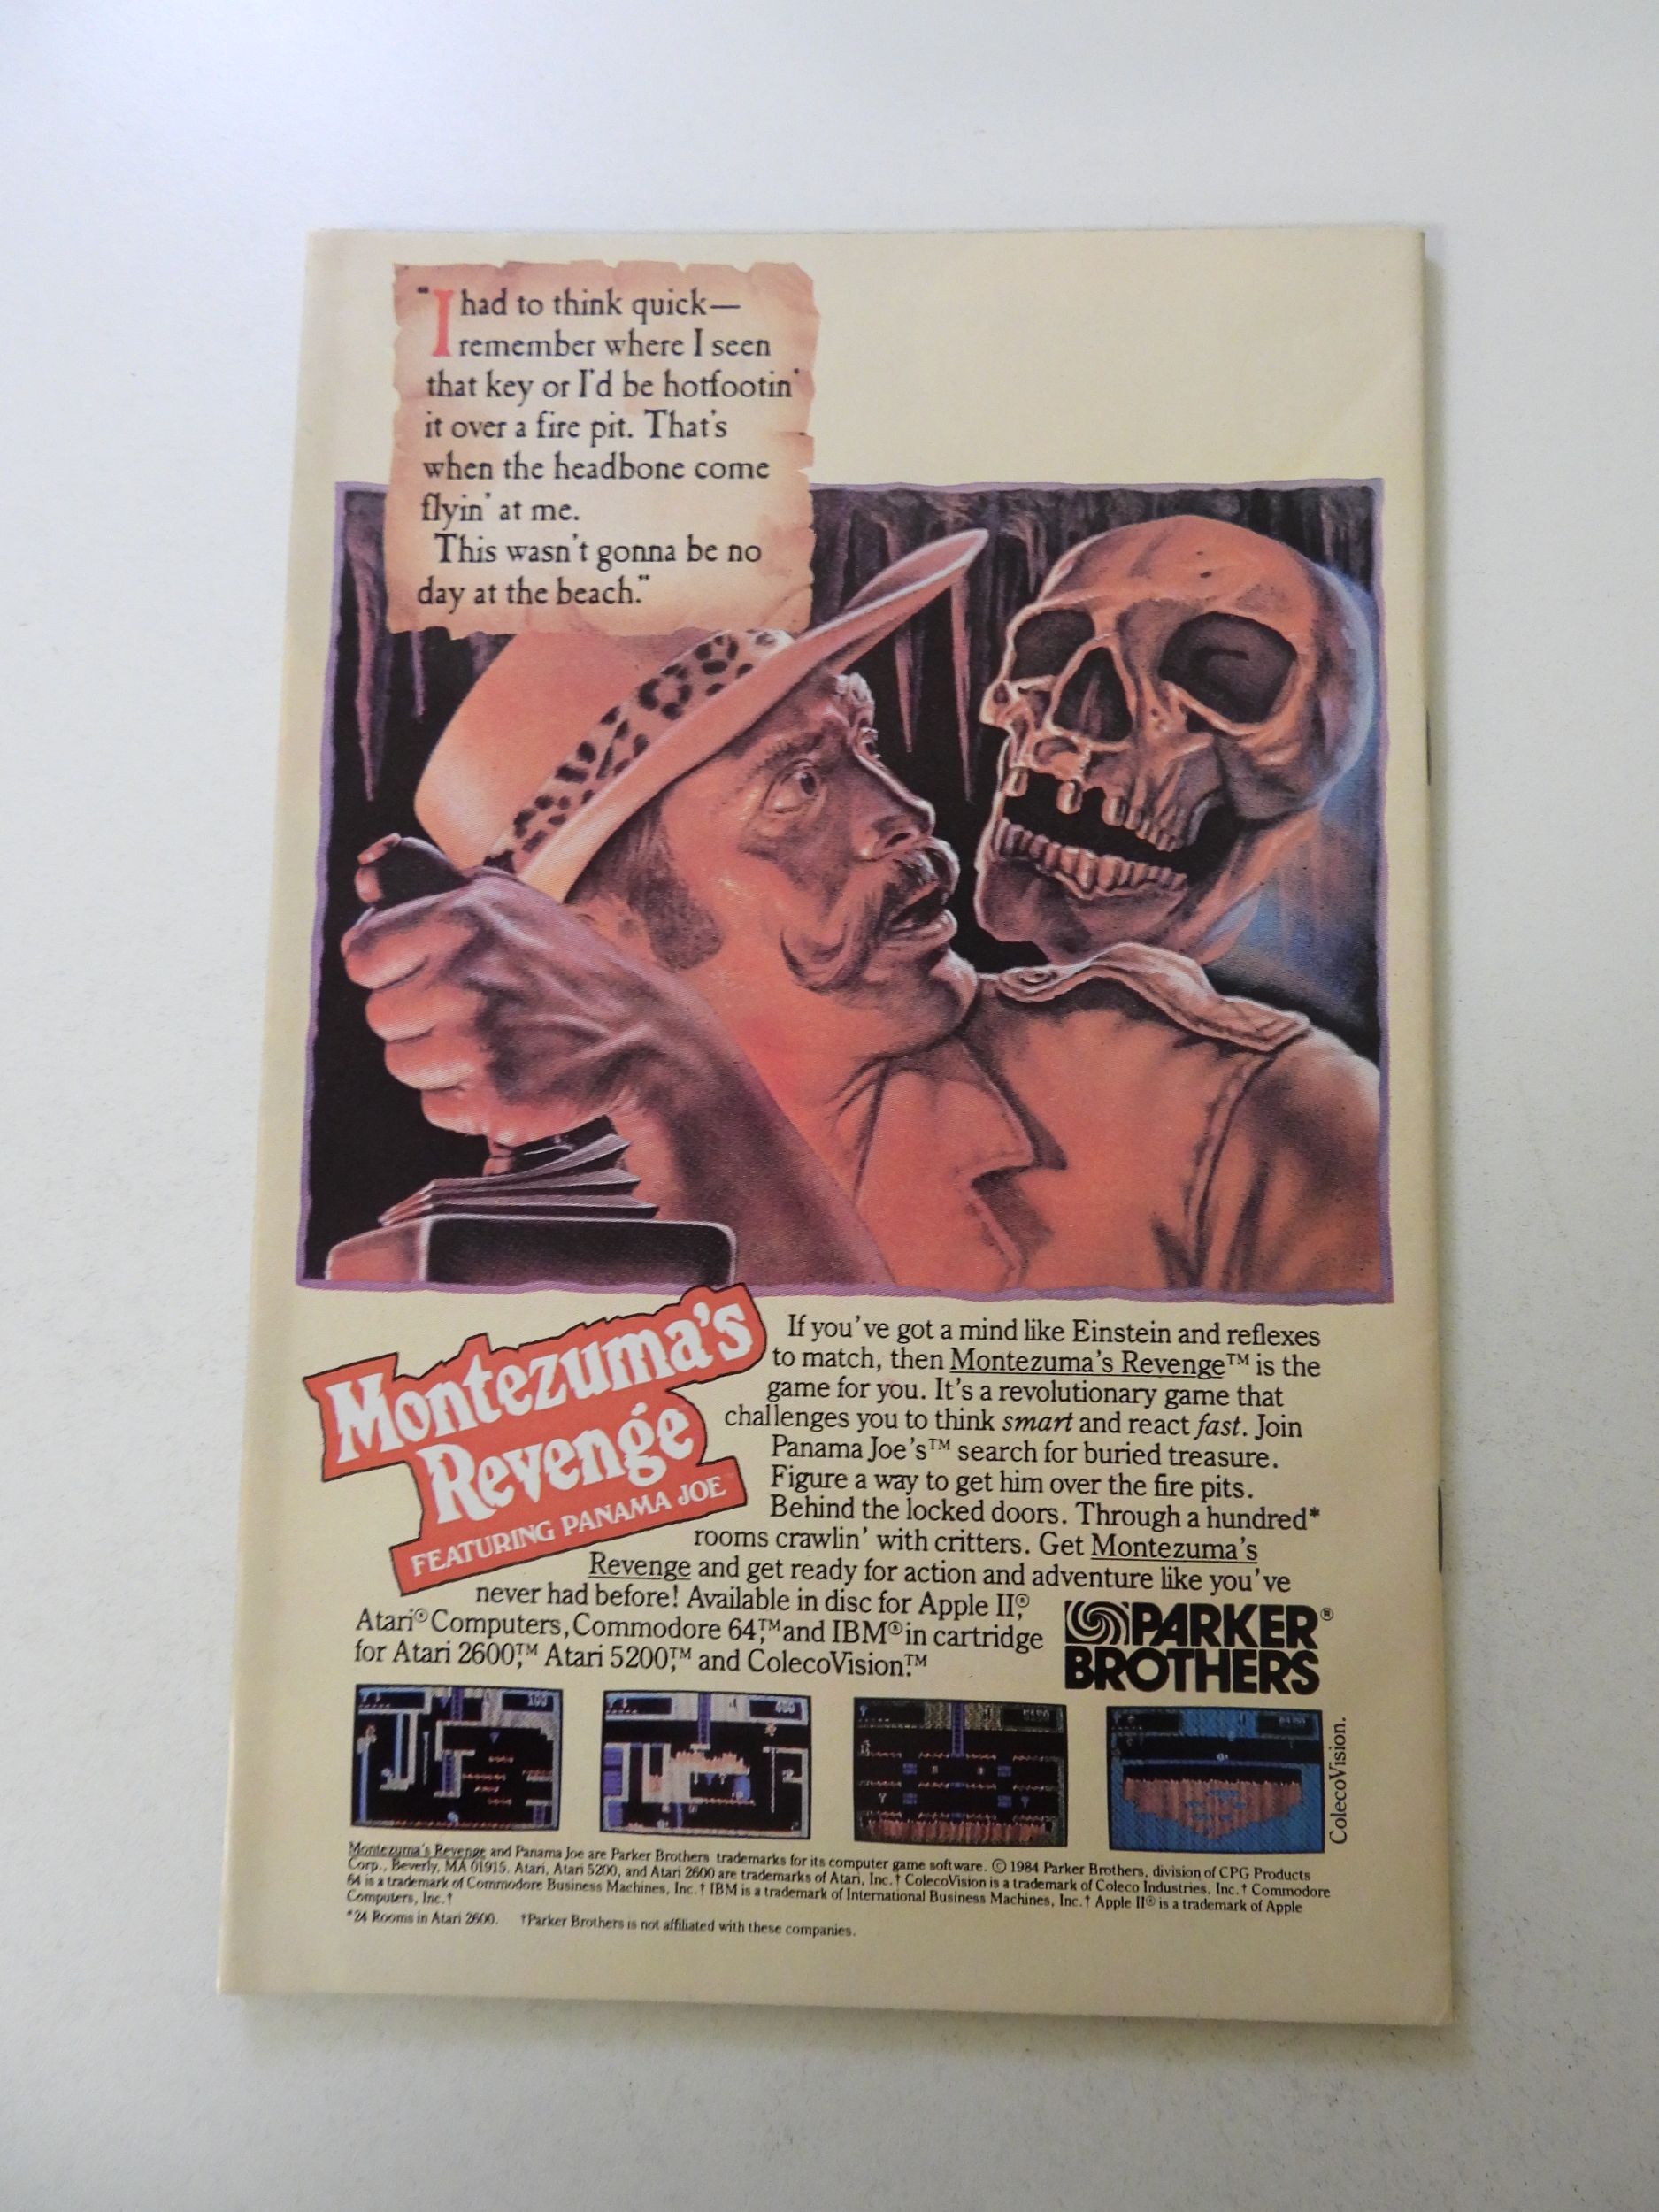 "I had to think quick—
remember where I seen
that key or I'd be hotfootin'
it over a fire pit. That's
when the headbone come
flyin' at me.
This wasn't gonna be no
day at the beach."
Montezuma's
Revenge
FEATURING PANAMA JOE™
If you've got a mind like Einstein and reflexes
to match, then Montezuma's Revenge™ is the
game for you. It's a revolutionary game that
challenges you to think smart and react fast. Join
Panama Joe's™ search for buried treasure.
Figure a way to get him over the fire pits.
Behind the locked doors. Through a hundred*
rooms crawlin' with critters. Get Montezuma's
Revenge and get ready for action and adventure like you've
never had before! Available in disc for Apple II,®
Atari® Computers, Commodore 64,™ and IBM® in cartridge
for Atari 2600,™ Atari 5200,™ and ColecoVision.™
PARKER®
BROTHERS
100
400
ColecoVision.
Montezuma's Revenge and Panama Joe are Parker Brothers trademarks for its computer game software. © 1984 Parker Brothers, division of CPG Products
Corp., Beverly, MA 01915. Atari, Atari 5200, and Atari 2600 are trademarks of Atari, Inc.† ColecoVision is a trademark of Coleco Industries, Inc.† Commodore
64 is a trademark of Commodore Business Machines, Inc.† IBM is a trademark of International Business Machines, Inc.† Apple II® is a trademark of Apple
Computers, Inc.†
*24 Rooms in Atari 2600. †Parker Brothers is not affiliated with these companies.